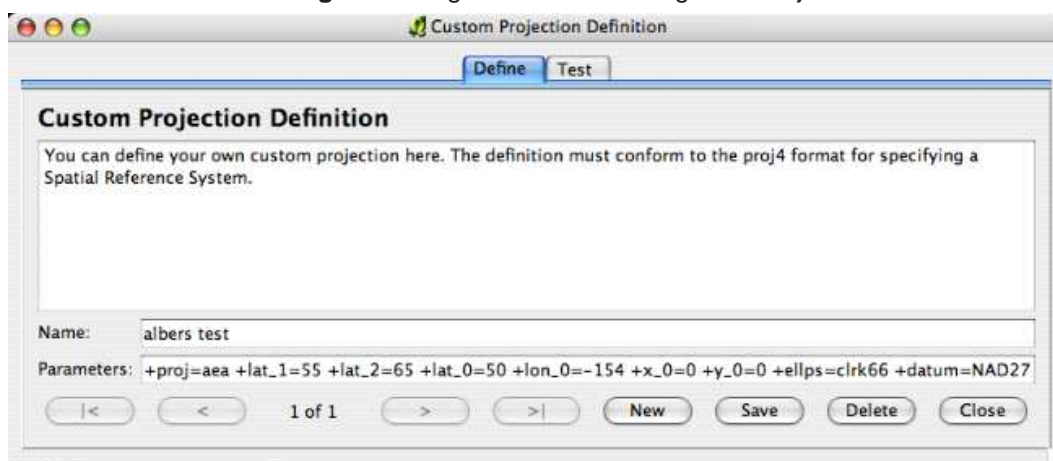 Custom Projection Definition
Define Test
Custom Projection Definition
You can define your own custom projection here. The definition must conform to the proj4 format for specifying a
Spatial Reference System.
Name: albers test
Parameters: +proj=aea +lat_1=55 +lat_2=65 +lat_0=50 +lon_0=-154 +x_0=0 +y_0=0 +ellps=clrk66 +datum=NAD27
|< < 1 of 1 > >| New Save Delete Close